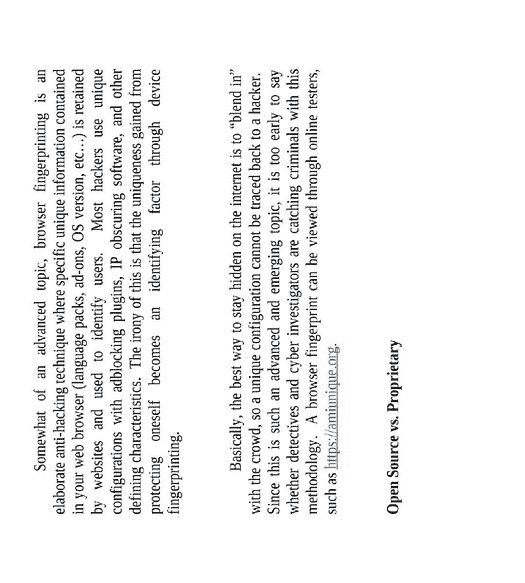 Somewhat of an advanced topic, browser fingerprinting is an
elaborate anti-hacking technique where specific unique information contained
in your web browser (language packs, ad-ons, OS version, etc…) is retained
by websites and used to identify users. Most hackers use unique
configurations with adblocking plugins, IP obscuring software, and other
defining characteristics. The irony of this is that the uniqueness gained from
protecting oneself becomes an identifying factor through device
fingerprinting.
Basically, the best way to stay hidden on the internet is to “blend in”
with the crowd, so a unique configuration cannot be traced back to a hacker.
Since this is such an advanced and emerging topic, it is too early to say
whether detectives and cyber investigators are catching criminals with this
methodology. A browser fingerprint can be viewed through online testers,
such as https://amiunique.org.
Open Source vs. Proprietary